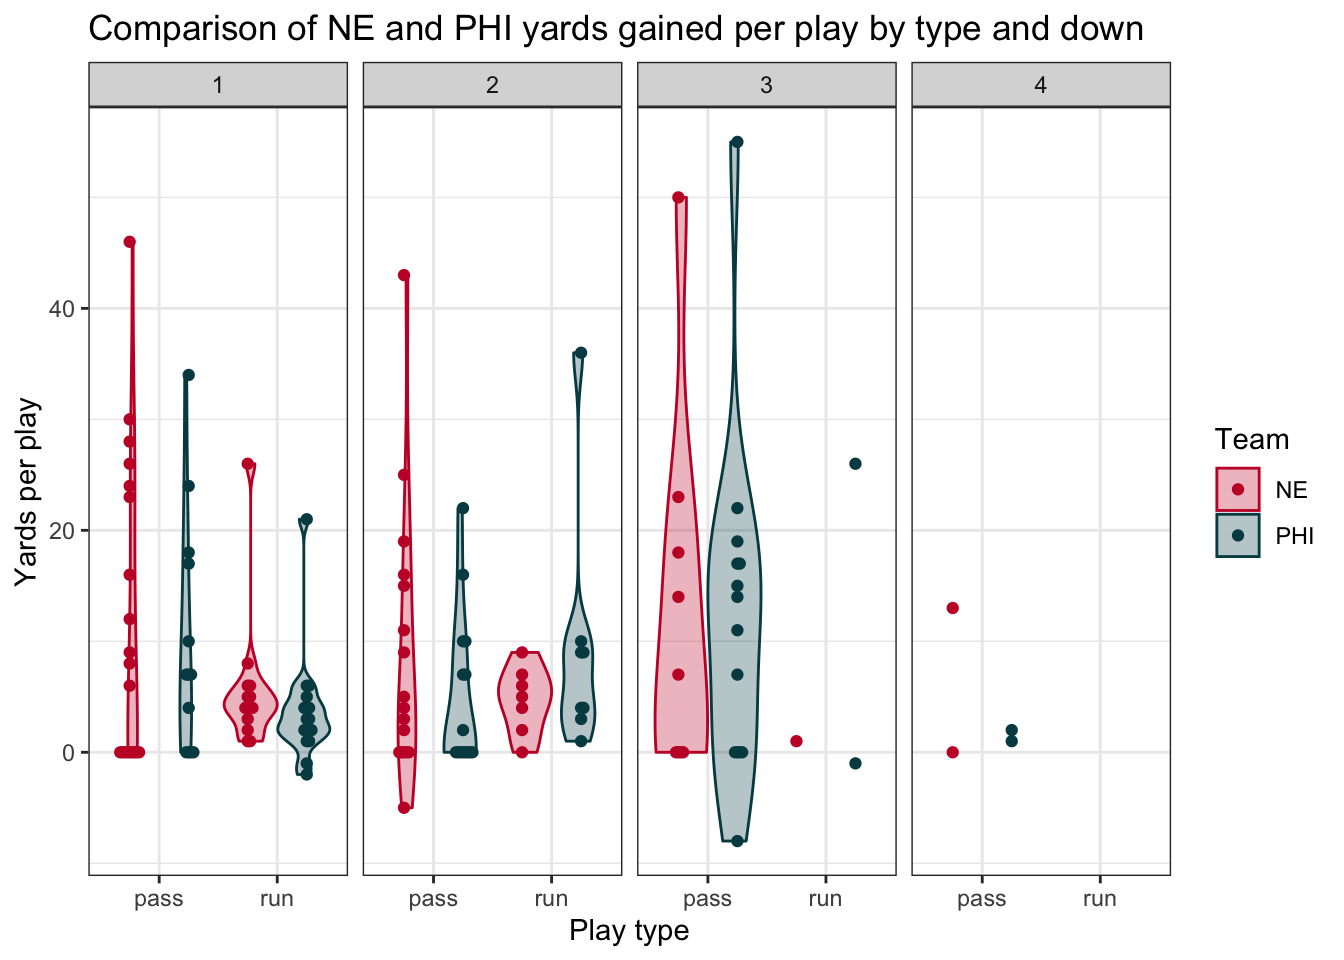 Comparison of NE and PHI yards gained per play by type and down
1 2 3 4
Yards per play
40
20
0
pass run pass run pass run pass run
Play type
Team
NE
PHI